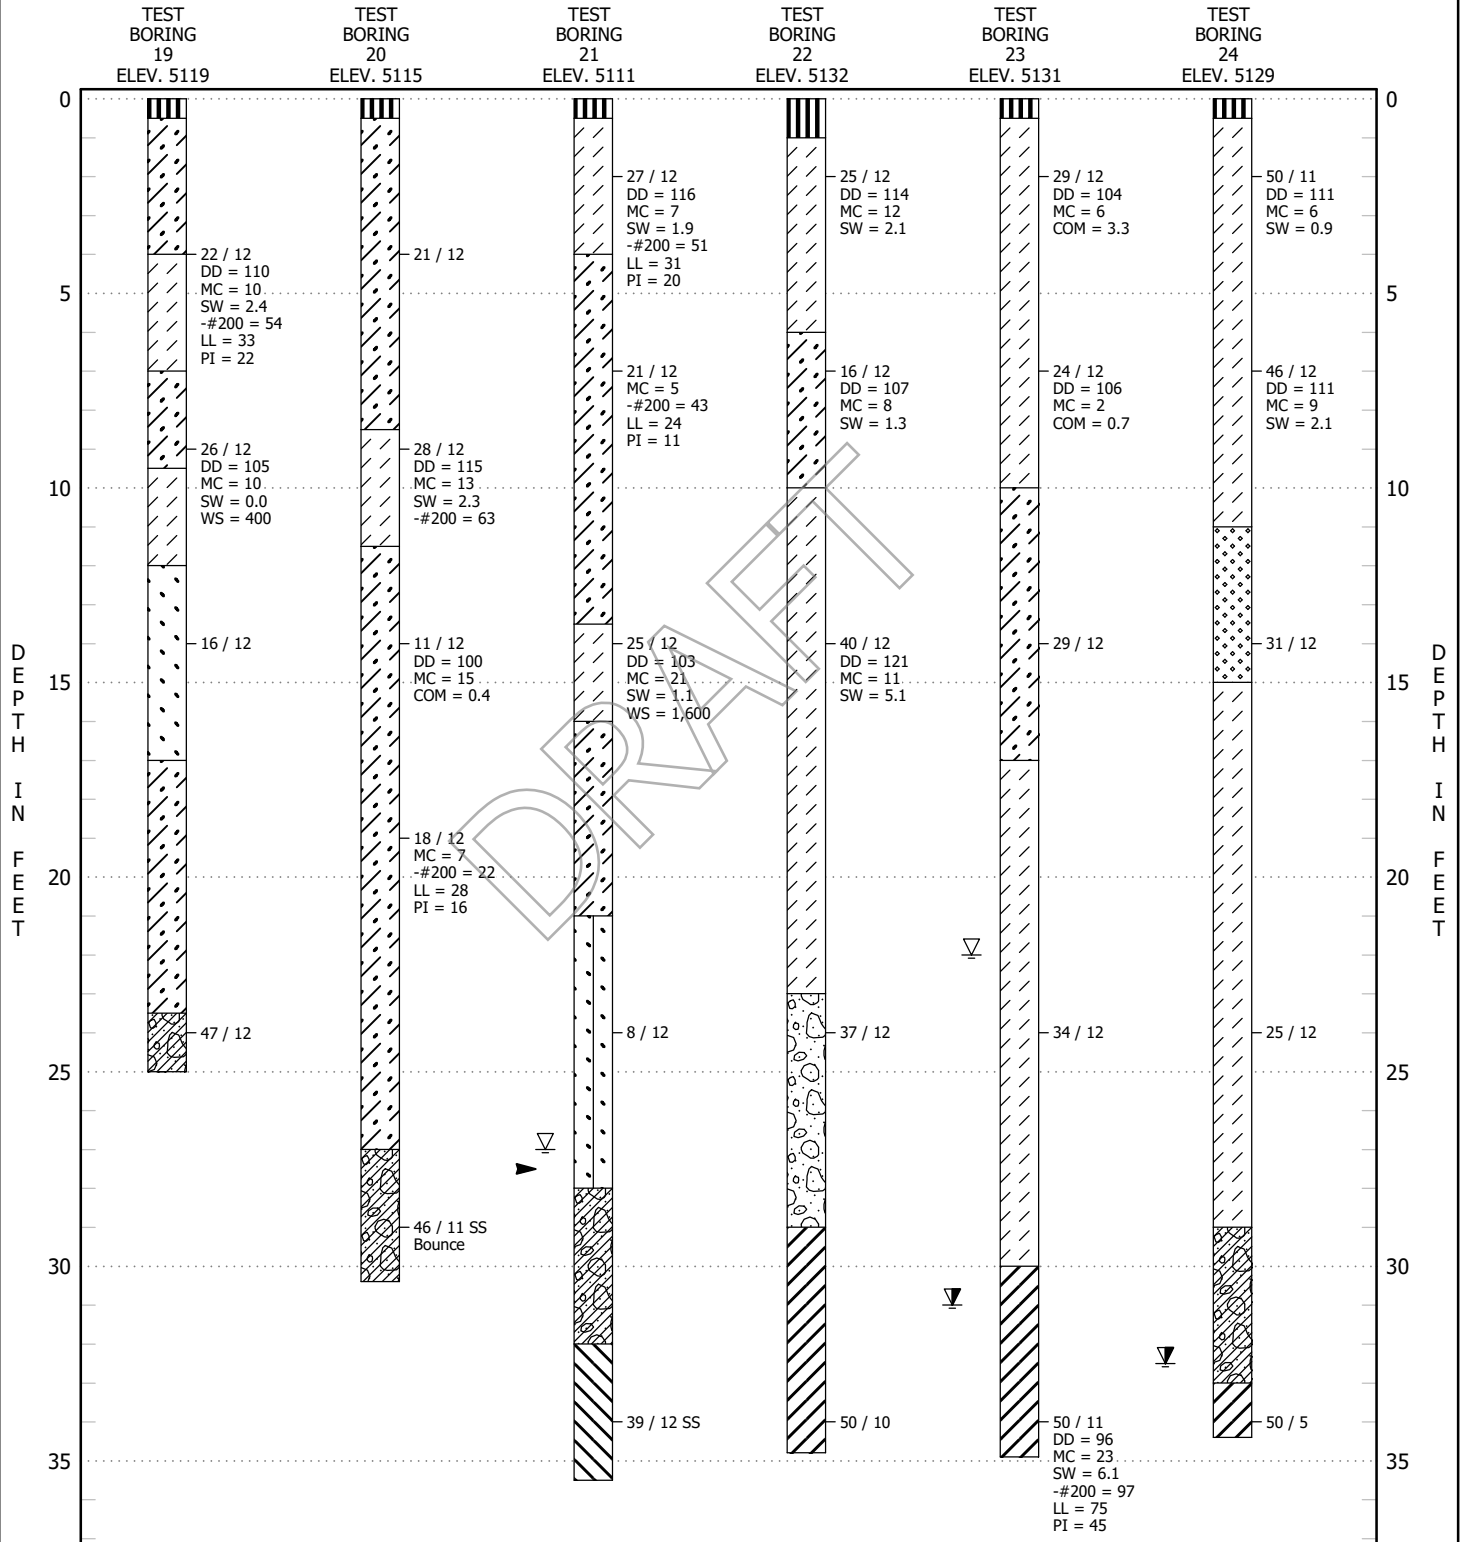 TEST
BORING
19
ELEV. 5119
TEST
BORING
20
ELEV. 5115
TEST
BORING
21
ELEV. 5111
TEST
BORING
22
ELEV. 5132
TEST
BORING
23
ELEV. 5131
TEST
BORING
24
ELEV. 5129
DEPTH IN FEET
0
5
10
15
20
25
30
35
22 / 12
DD = 110
MC = 10
SW = 2.4
-#200 = 54
LL = 33
PI = 22
26 / 12
DD = 105
MC = 10
SW = 0.0
WS = 400
16 / 12
47 / 12
21 / 12
28 / 12
DD = 115
MC = 13
SW = 2.3
-#200 = 63
11 / 12
DD = 100
MC = 15
COM = 0.4
18 / 12
MC = 7
-#200 = 22
LL = 28
PI = 16
46 / 11 SS
Bounce
27 / 12
DD = 116
MC = 7
SW = 1.9
-#200 = 51
LL = 31
PI = 20
21 / 12
MC = 5
-#200 = 43
LL = 24
PI = 11
25 / 12
DD = 103
MC = 21
SW = 1.1
WS = 1,600
8 / 12
39 / 12 SS
25 / 12
DD = 114
MC = 12
SW = 2.1
16 / 12
DD = 107
MC = 8
SW = 1.3
40 / 12
DD = 121
MC = 11
SW = 5.1
37 / 12
50 / 10
29 / 12
DD = 104
MC = 6
COM = 3.3
24 / 12
DD = 106
MC = 2
COM = 0.7
29 / 12
34 / 12
50 / 11
DD = 96
MC = 23
SW = 6.1
-#200 = 97
LL = 75
PI = 45
50 / 11
DD = 111
MC = 6
SW = 0.9
46 / 12
DD = 111
MC = 9
SW = 2.1
31 / 12
25 / 12
50 / 5
0
5
10
15
20
25
30
35
DEPTH IN FEET
DRAFT